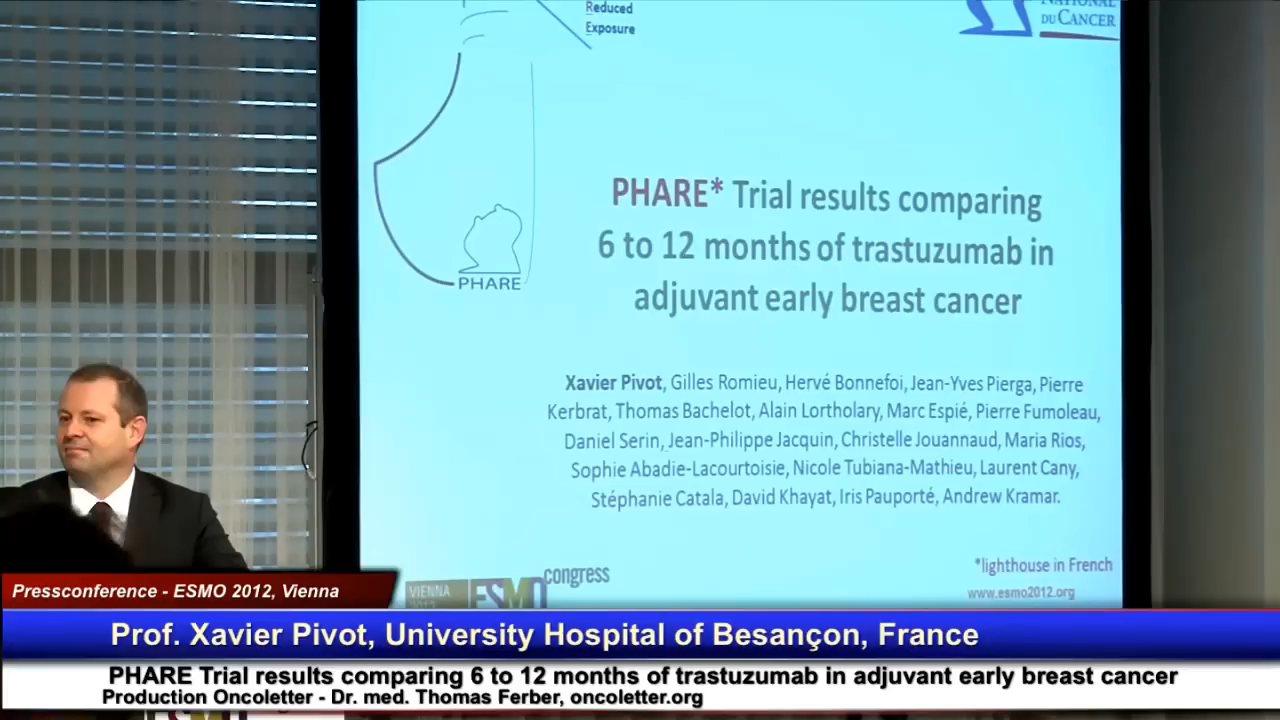 Reduced
Exposure
NATIONAL
DU CANCER
PHARE
PHARE* Trial results comparing
6 to 12 months of trastuzumab in
adjuvant early breast cancer
Xavier Pivot, Gilles Romieu, Hervé Bonnefoi, Jean-Yves Pierga, Pierre
Kerbrat, Thomas Bachelot, Alain Lortholary, Marc Espié, Pierre Fumoleau,
Daniel Serin, Jean-Philippe Jacquin, Christelle Jouannaud, Maria Rios,
Sophie Abadie-Lacourtoisie, Nicole Tubiana-Mathieu, Laurent Cany,
Stéphanie Catala, David Khayat, Iris Pauporté, Andrew Kramar.
*lighthouse in French
www.esmo2012.org
VIENNA
2012
ESMO congress
Pressconference - ESMO 2012, Vienna
Prof. Xavier Pivot, University Hospital of Besançon, France
PHARE Trial results comparing 6 to 12 months of trastuzumab in adjuvant early breast cancer
Production Oncoletter - Dr. med. Thomas Ferber, oncoletter.org